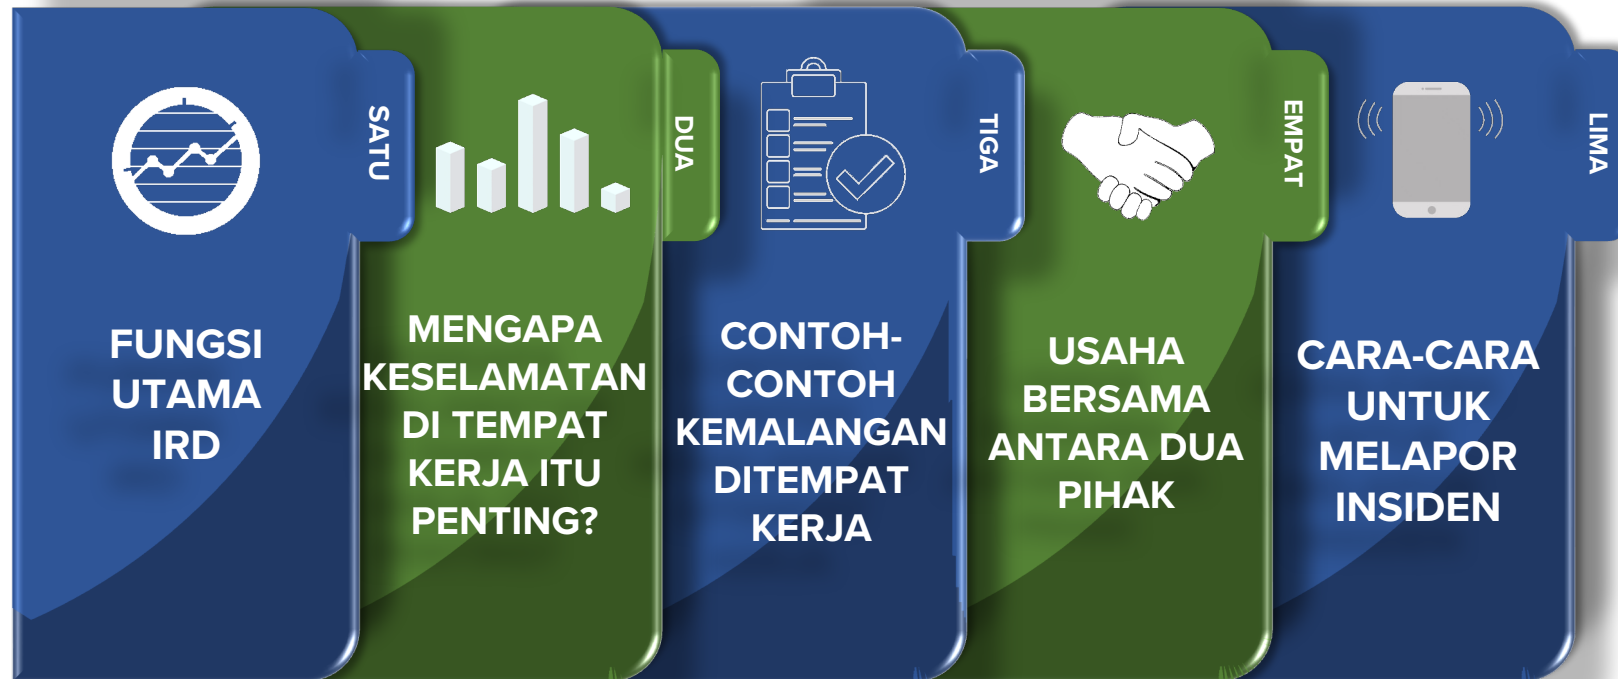 SATU
FUNGSI
UTAMA
IRD
DUA
MENGAPA
KESELAMATAN
DI TEMPAT
KERJA ITU
PENTING?
TIGA
CONTOH-
CONTOH
KEMALANGAN
DITEMPAT
KERJA
EMPAT
USAHA
BERSAMA
ANTARA DUA
PIHAK
LIMA
CARA-CARA
UNTUK
MELAPOR
INSIDEN